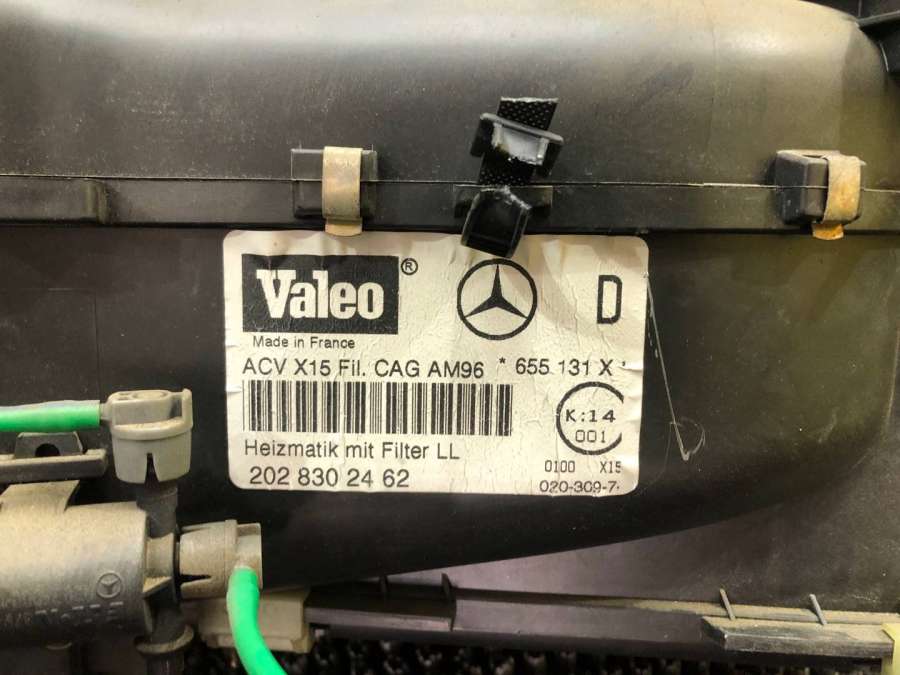 Valeo ®
D
Made in France
ACV X15 Fil. CAG AM96 * 655 131 X *
K:14
001
Heizmatik mit Filter LL
0100 X15
202 830 24 62
020-309-7